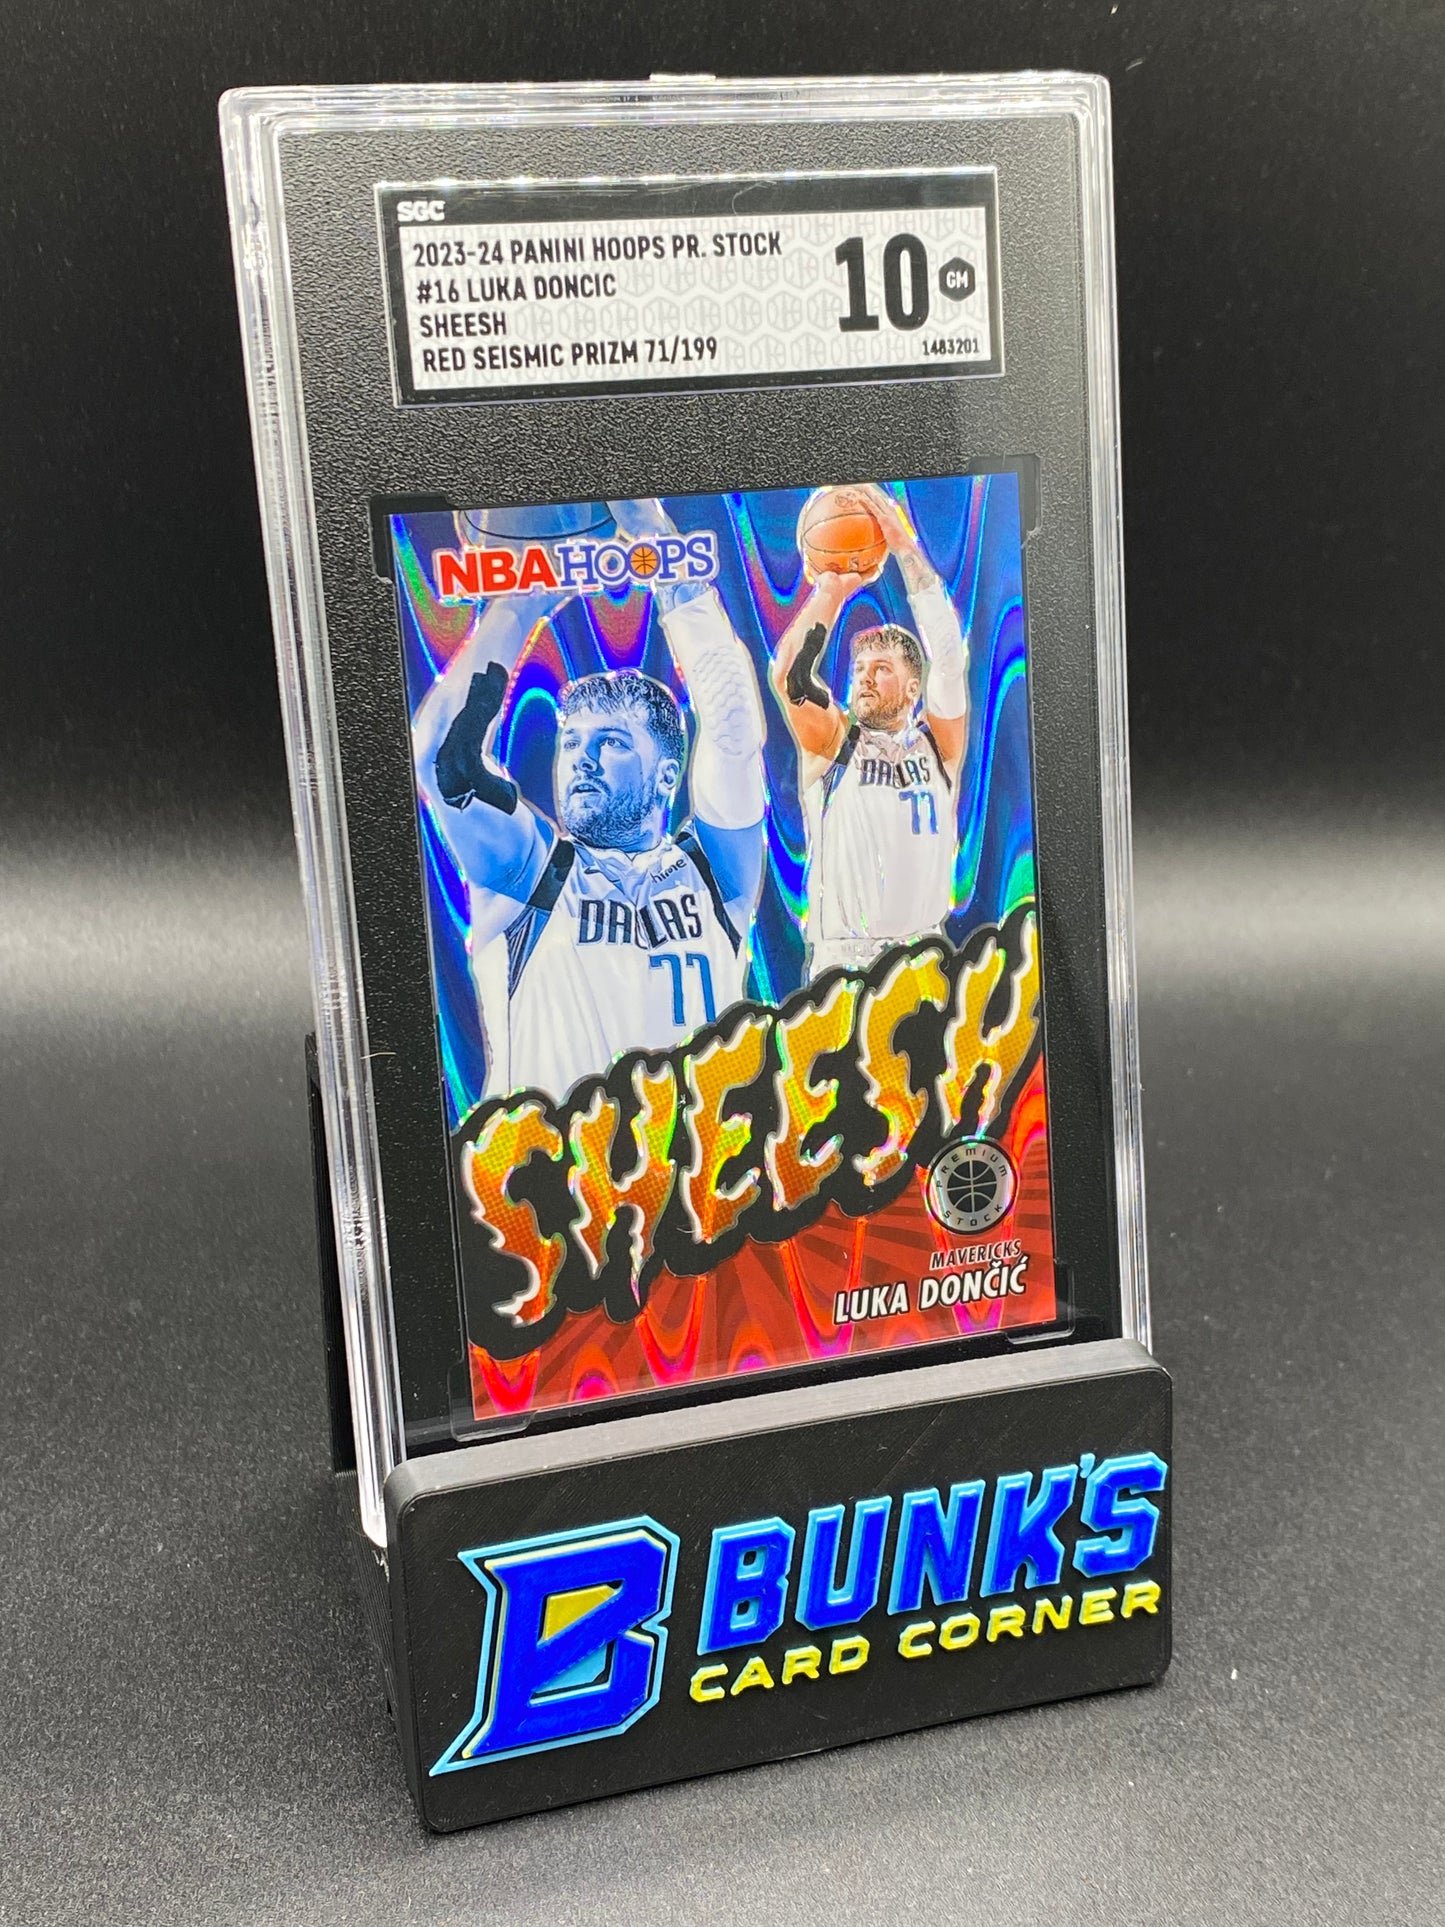 SGC
2023-24 PANINI HOOPS PR. STOCK
#16 LUKA DONCIC
SHEESH
RED SEISMIC PRIZM 71/199
10
GM
1483201
NBA HOOPS
DALLAS
77
hime
DALLAS
77
SHEESH
PREMIUM
STOCK
MAVERICKS
LUKA DONČIĆ
B
BUNK'S
CARD CORNER